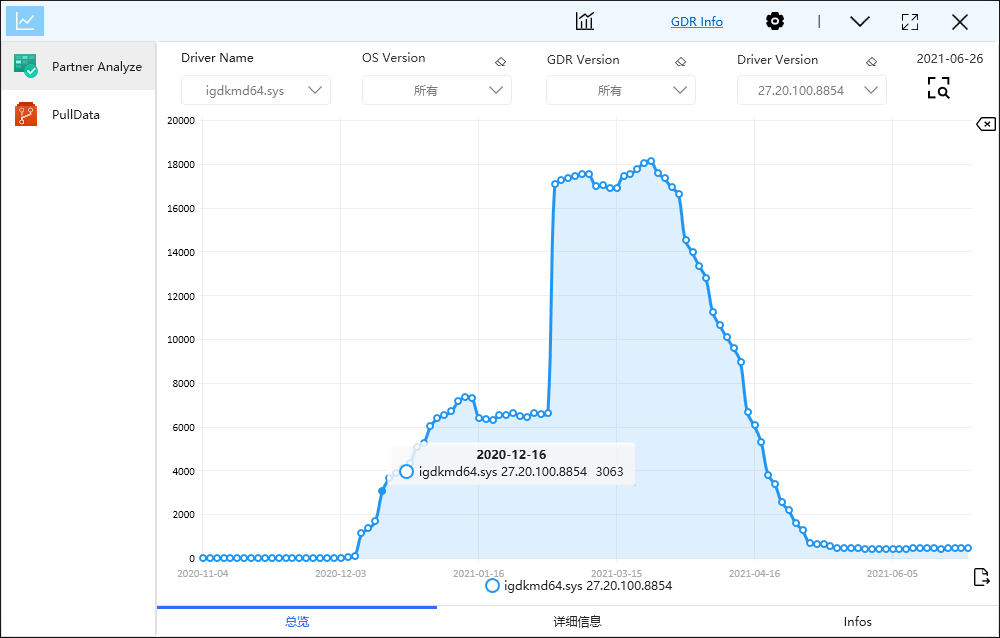 GDR Info
Partner Analyze
PullData
Driver Name
OS Version
GDR Version
Driver Version
2021-06-26
igdkmd64.sys
所有
所有
27.20.100.8854
20000
18000
16000
14000
12000
10000
8000
6000
4000
2000
0
2020-12-16
igdkmd64.sys 27.20.100.8854 3063
2020-11-04
2020-12-03
2021-01-16
2021-03-15
2021-04-16
2021-06-05
igdkmd64.sys 27.20.100.8854
总览
详细信息
Infos